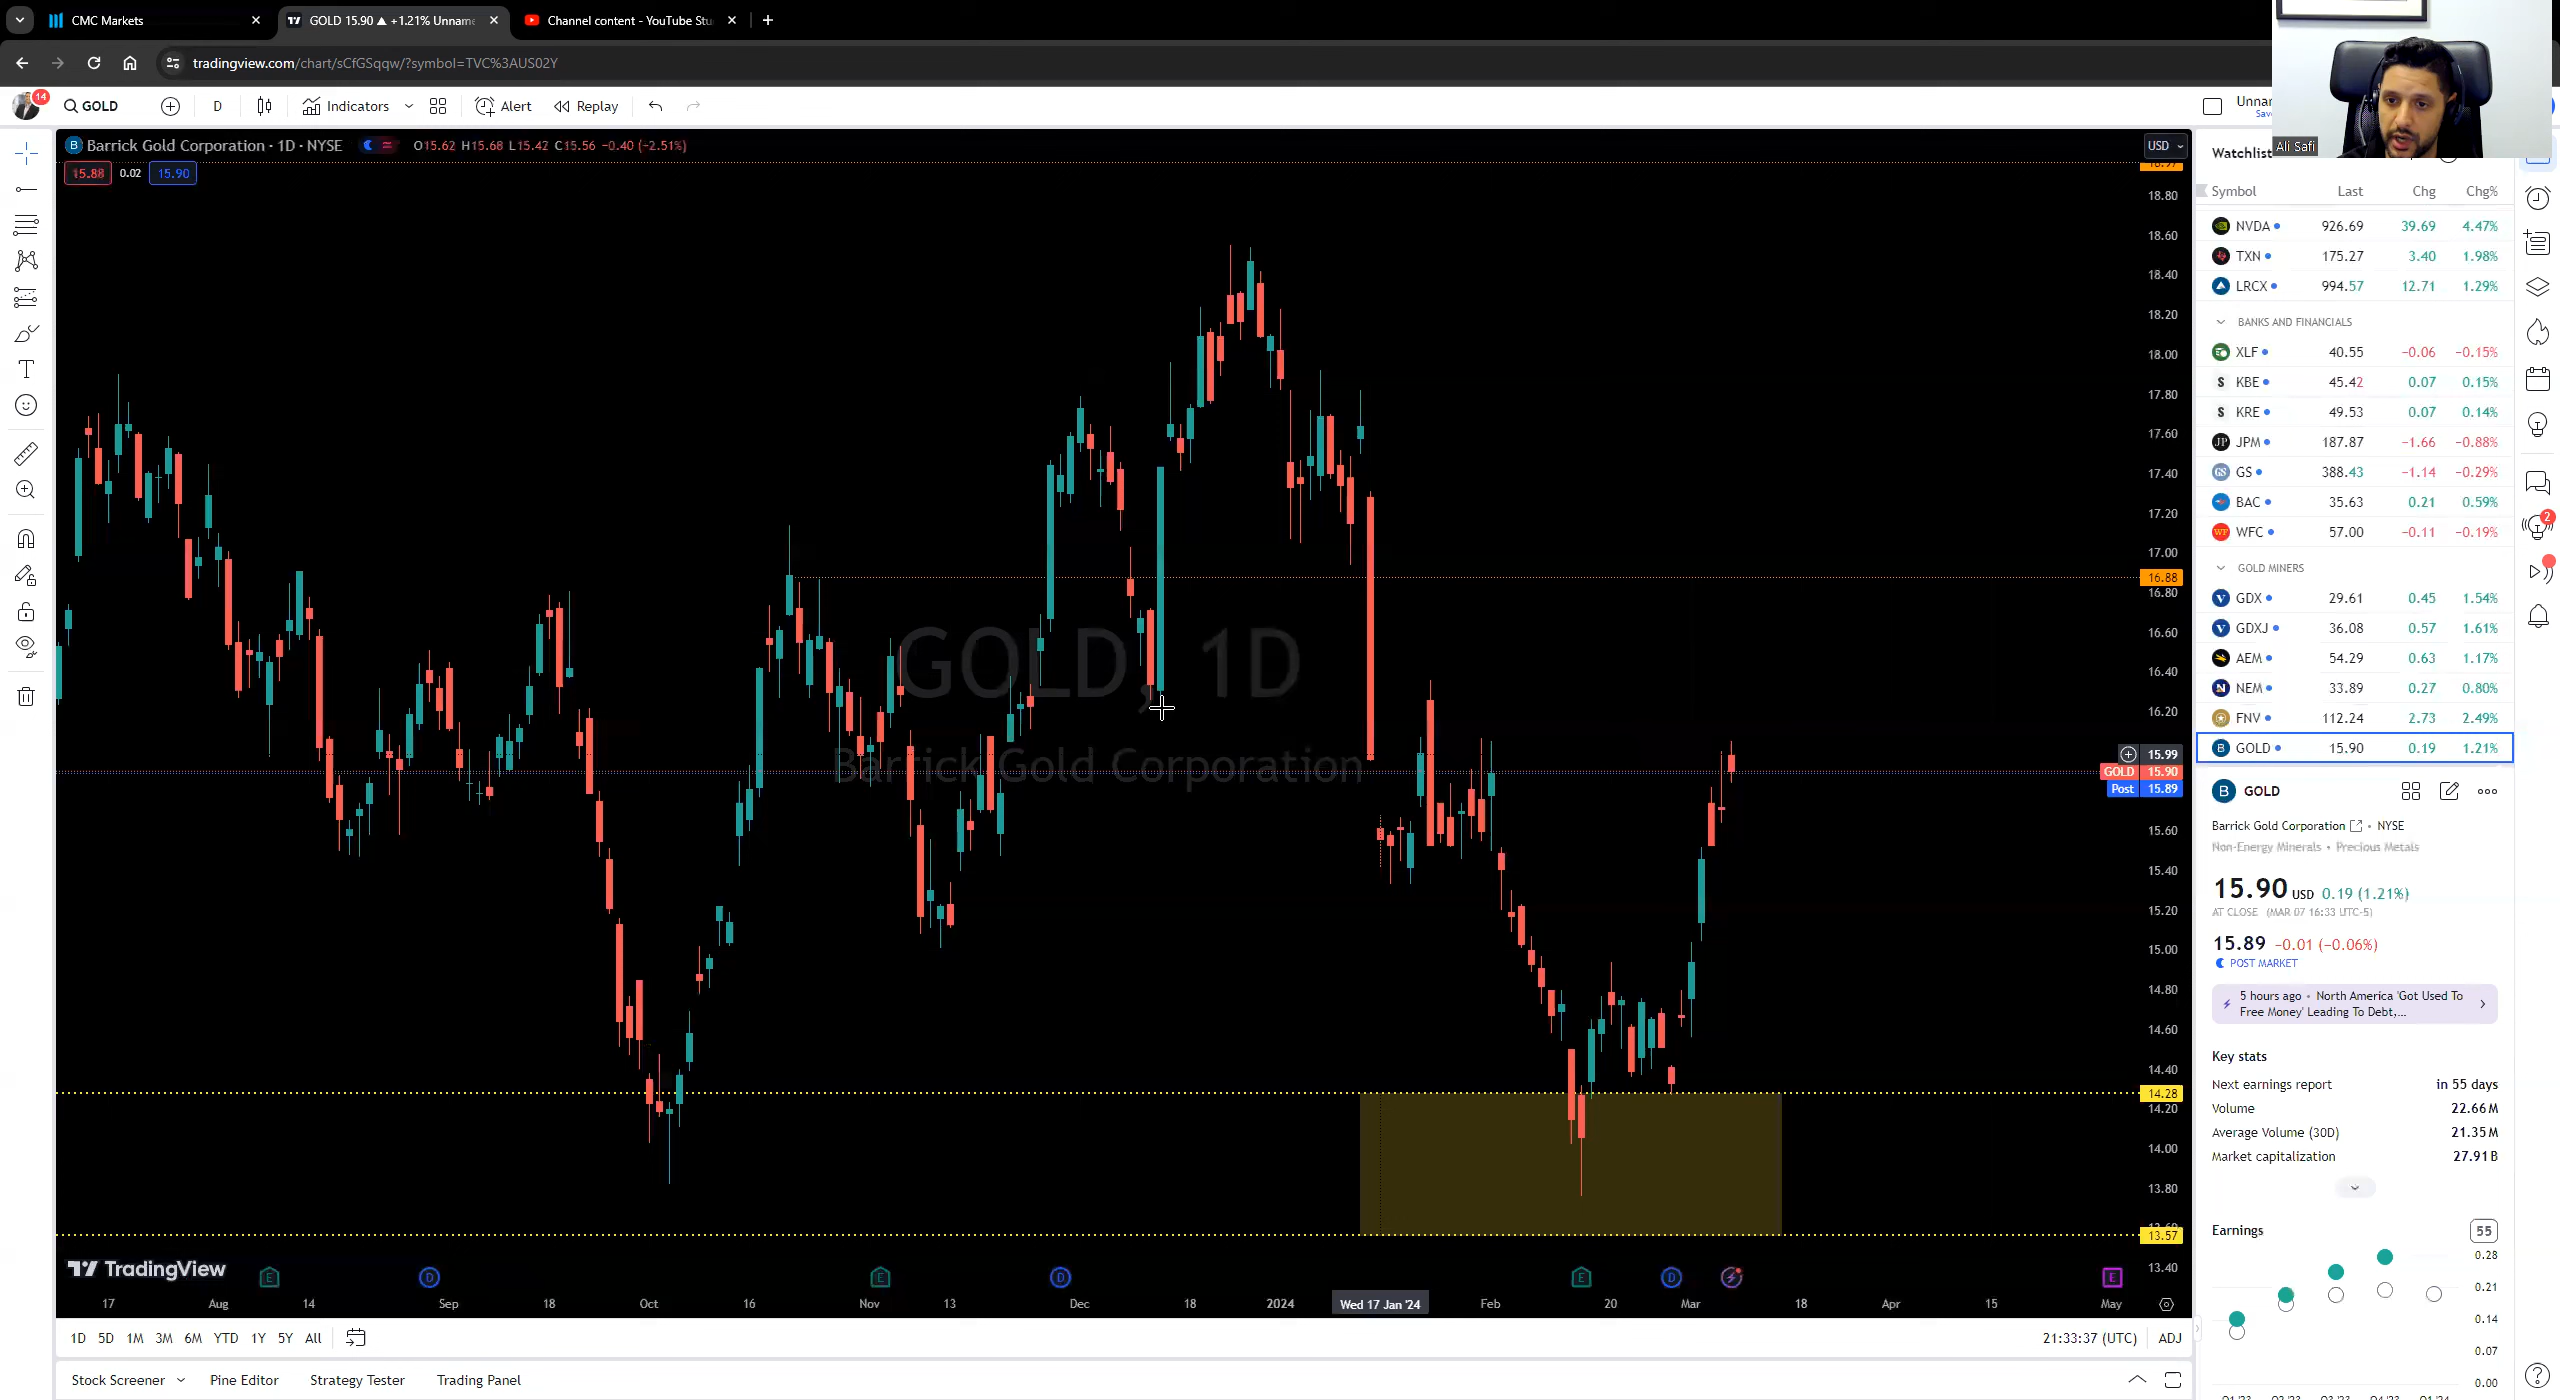 CMC Markets
GOLD 15.90 ▲ +1.21% Unname
Channel content - YouTube Stu
tradingview.com/chart/sCfGSqqw/?symbol=TVC%3AUS02Y
14
GOLD
D
Indicators
Alert
Replay
Unnar
Save
Ali Safi
Barrick Gold Corporation · 1D · NYSE
O15.62 H15.68 L15.42 C15.56 −0.40 (−2.51%)
USD
15.88 0.02 15.90
18.80
18.60
18.40
18.20
18.00
17.80
17.60
17.40
17.20
17.00
16.88
16.80
16.60
16.40
16.20
15.99
GOLD 15.90
Post 15.89
15.60
15.40
15.20
15.00
14.80
14.60
14.40
14.28
14.20
14.00
13.80
13.57
13.40
GOLD, 1D
Barrick Gold Corporation
TradingView
E D E D E D E
17 Aug 14 Sep 18 Oct 16 Nov 13 Dec 18 2024 Wed 17 Jan '24 Feb 20 Mar 18 Apr 15 May
1D 5D 1M 3M 6M YTD 1Y 5Y All
21:33:37 (UTC) ADJ
Stock Screener Pine Editor Strategy Tester Trading Panel
Watchlist
Symbol Last Chg Chg%
NVDA 926.69 39.69 4.47%
TXN 175.27 3.40 1.98%
LRCX 994.57 12.71 1.29%
BANKS AND FINANCIALS
XLF 40.55 −0.06 −0.15%
KBE 45.42 0.07 0.15%
KRE 49.53 0.07 0.14%
JPM 187.87 −1.66 −0.88%
GS 388.43 −1.14 −0.29%
BAC 35.63 0.21 0.59%
WFC 57.00 −0.11 −0.19%
GOLD MINERS
GDX 29.61 0.45 1.54%
GDXJ 36.08 0.57 1.61%
AEM 54.29 0.63 1.17%
NEM 33.89 0.27 0.80%
FNV 112.24 2.73 2.49%
GOLD 15.90 0.19 1.21%
GOLD
Barrick Gold Corporation • NYSE
Non-Energy Minerals • Precious Metals
15.90 USD 0.19 (1.21%)
AT CLOSE (MAR 07 16:33 UTC-5)
15.89 −0.01 (−0.06%)
POST MARKET
5 hours ago • North America 'Got Used To
Free Money' Leading To Debt,...
Key stats
Next earnings report in 55 days
Volume 22.66M
Average Volume (30D) 21.35M
Market capitalization 27.91B
Earnings 55
0.28
0.21
0.14
0.07
0.00
2